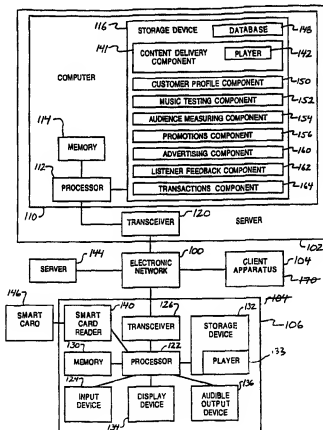 116
STORAGE DEVICE
DATABASE
148
141
CONTENT DELIVERY COMPONENT
PLAYER
142
COMPUTER
CUSTOMER PROFILE COMPONENT
150
MUSIC TESTING COMPONENT
152
114
AUDIENCE MEASURING COMPONENT
154
MEMORY
PROMOTIONS COMPONENT
156
112
ADVERTISING COMPONENT
160
LISTENER FEEDBACK COMPONENT
162
PROCESSOR
TRANSACTIONS COMPONENT
164
110
120
TRANSCEIVER
SERVER
102
144
100
104
SERVER
ELECTRONIC NETWORK
CLIENT APPARATUS
170
146
140
126
132
104
SMART CARD
SMART CARD READER
TRANSCEIVER
STORAGE DEVICE
106
130
122
133
MEMORY
PROCESSOR
PLAYER
124
136
INPUT DEVICE
DISPLAY DEVICE
AUDIBLE OUTPUT DEVICE
134